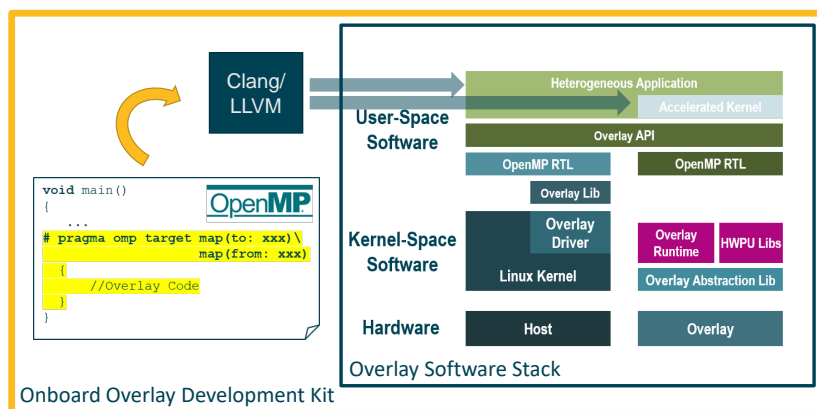 Clang/
LLVM
void main()
{
...
# pragma omp target map(to: xxx)\
map(from: xxx)
{
//Overlay Code
}
}
OpenMP
Heterogeneous Application
Accelerated Kernel
User-Space
Software
Overlay API
OpenMP RTL
OpenMP RTL
Overlay Lib
Kernel-Space
Software
Overlay
Driver
Linux Kernel
Overlay
Runtime
HWPU Libs
Overlay Abstraction Lib
Hardware
Host
Overlay
Overlay Software Stack
Onboard Overlay Development Kit